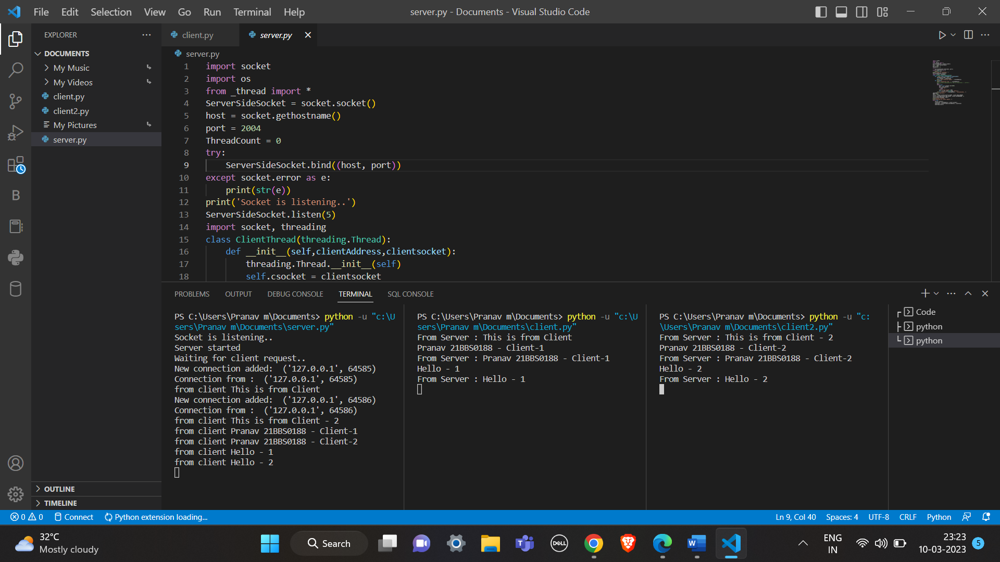 File Edit Selection View Go Run Terminal Help
server.py - Documents - Visual Studio Code
EXPLORER
DOCUMENTS
My Music
My Videos
client.py
client2.py
My Pictures
server.py
OUTLINE
TIMELINE
client.py server.py
server.py
1 import socket
2 import os
3 from _thread import *
4 ServerSideSocket = socket.socket()
5 host = socket.gethostname()
6 port = 2004
7 ThreadCount = 0
8 try:
9 ServerSideSocket.bind((host, port))
10 except socket.error as e:
11 print(str(e))
12 print('Socket is listening..')
13 ServerSideSocket.listen(5)
14 import socket, threading
15 class ClientThread(threading.Thread):
16 def __init__(self,clientAddress,clientsocket):
17 threading.Thread.__init__(self)
18 self.csocket = clientsocket
PROBLEMS OUTPUT DEBUG CONSOLE TERMINAL SQL CONSOLE
PS C:\Users\Pranav m\Documents> python -u "c:\U
sers\Pranav m\Documents\server.py"
Socket is listening..
Server started
Waiting for client request..
New connection added:  ('127.0.0.1', 64585)
Connection from :  ('127.0.0.1', 64585)
from client This is from Client
New connection added:  ('127.0.0.1', 64586)
Connection from :  ('127.0.0.1', 64586)
from client This is from Client - 2
from client Pranav 21BBS0188 - Client-1
from client Pranav 21BBS0188 - Client-2
from client Hello - 1
from client Hello - 2
PS C:\Users\Pranav m\Documents> python -u "c:\U
sers\Pranav m\Documents\client.py"
From Server : This is from Client
Pranav 21BBS0188 - Client-1
From Server : Pranav 21BBS0188 - Client-1
Hello - 1
From Server : Hello - 1
PS C:\Users\Pranav m\Documents> python -u "c:
\Users\Pranav m\Documents\client2.py"
From Server : This is from Client - 2
Pranav 21BBS0188 - Client-2
From Server : Pranav 21BBS0188 - Client-2
Hello - 2
From Server : Hello - 2
Code
python
python
0 0 Connect Python extension loading... Ln 9, Col 40 Spaces: 4 UTF-8 CRLF Python
32°C
Mostly cloudy
Search
DELL
ENG
IN
23:23
10-03-2023
5